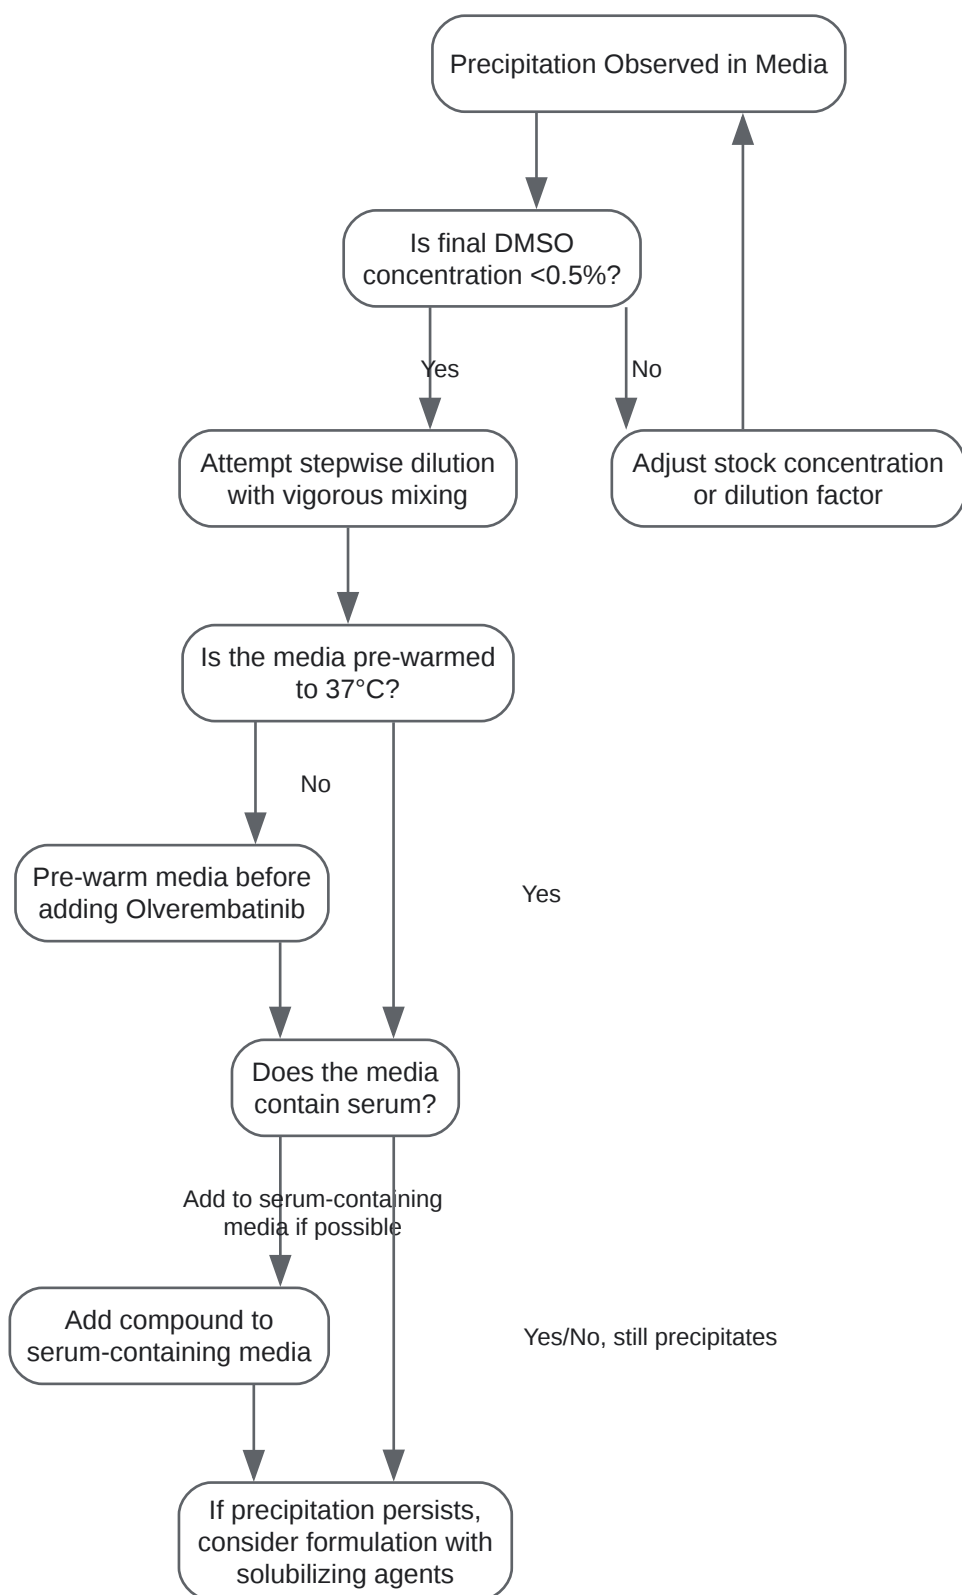 Precipitation Observed in Media
Is final DMSO
concentration <0.5%?
Yes
No
Attempt stepwise dilution
with vigorous mixing
Adjust stock concentration
or dilution factor
Is the media pre-warmed
to 37°C?
No
Pre-warm media before
adding Olverembatinib
Yes
Does the media
contain serum?
Add to serum-containing
media if possible
Add compound to
serum-containing media
Yes/No, still precipitates
If precipitation persists,
consider formulation with
solubilizing agents